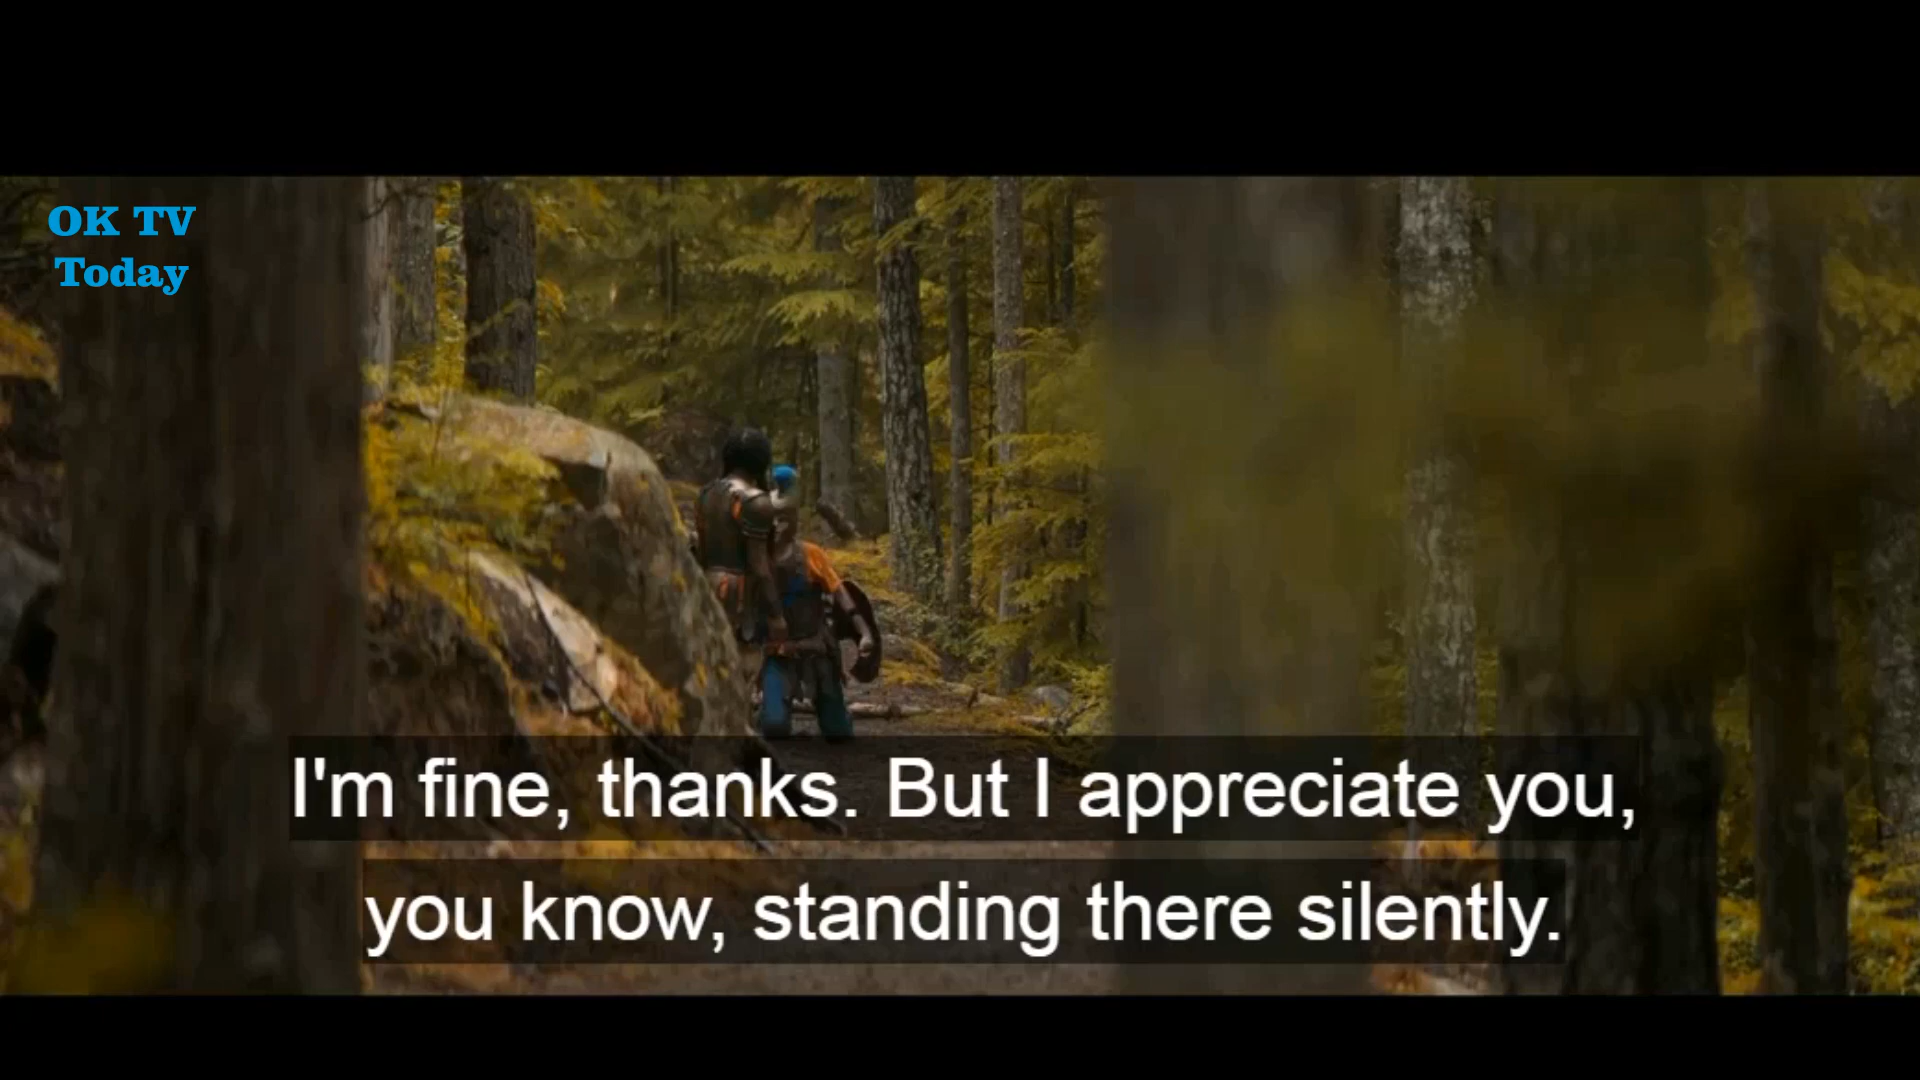 OK TV
Today
I'm fine, thanks. But I appreciate you,
you know, standing there silently.